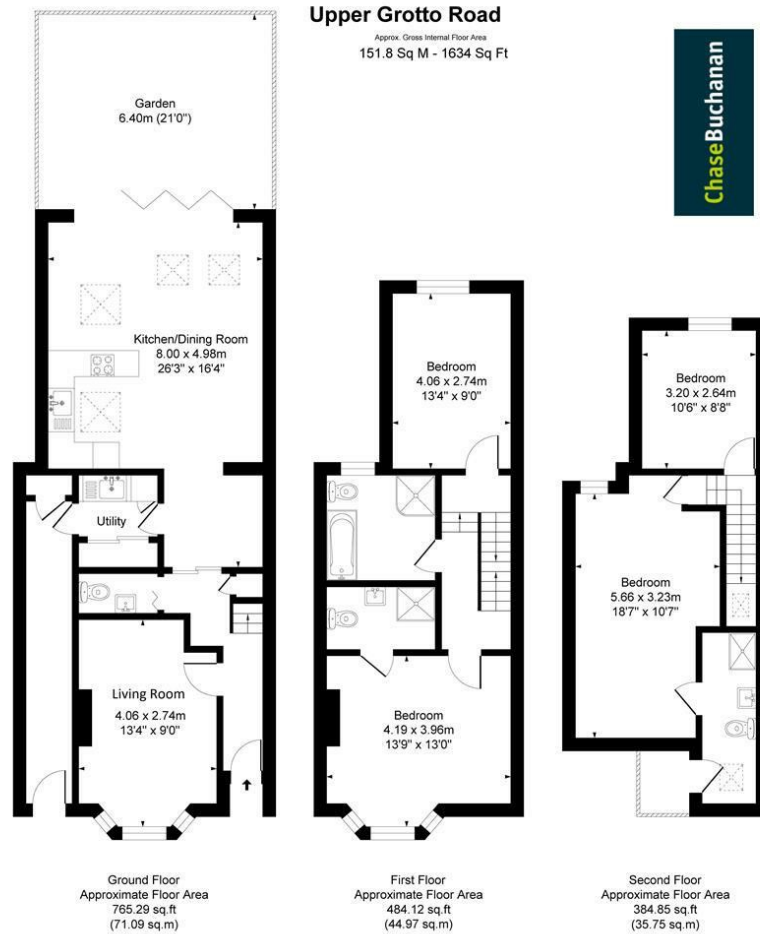 Upper Grotto Road
Approx. Gross Internal Floor Area
151.8 Sq M - 1634 Sq Ft
ChaseBuchanan
Garden
6.40m (21'0")
Kitchen/Dining Room
8.00 x 4.98m
26'3" x 16'4"
Utility
Living Room
4.06 x 2.74m
13'4" x 9'0"
Ground Floor
Approximate Floor Area
765.29 sq.ft
(71.09 sq.m)
Bedroom
4.06 x 2.74m
13'4" x 9'0"
Bedroom
4.19 x 3.96m
13'9" x 13'0"
First Floor
Approximate Floor Area
484.12 sq.ft
(44.97 sq.m)
Bedroom
3.20 x 2.64m
10'6" x 8'8"
Bedroom
5.66 x 3.23m
18'7" x 10'7"
Second Floor
Approximate Floor Area
384.85 sq.ft
(35.75 sq.m)